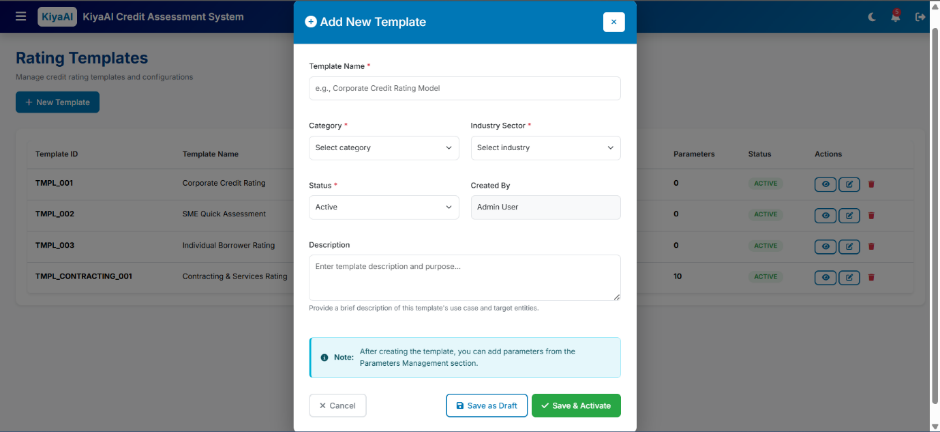 KiyaAI KiyaAI Credit Assessment System
5
Rating Templates
Manage credit rating templates and configurations
+ New Template
Template ID Template Name Parameters Status Actions
TMPL_001 Corporate Credit Rating 0 ACTIVE
TMPL_002 SME Quick Assessment 0 ACTIVE
TMPL_003 Individual Borrower Rating 0 ACTIVE
TMPL_CONTRACTING_001 Contracting & Services Rating 10 ACTIVE
Add New Template
Template Name *
e.g., Corporate Credit Rating Model
Category * Industry Sector *
Select category Select industry
Status * Created By
Active Admin User
Description
Enter template description and purpose...
Provide a brief description of this template's use case and target entities.
Note: After creating the template, you can add parameters from the
Parameters Management section.
Cancel Save as Draft Save & Activate